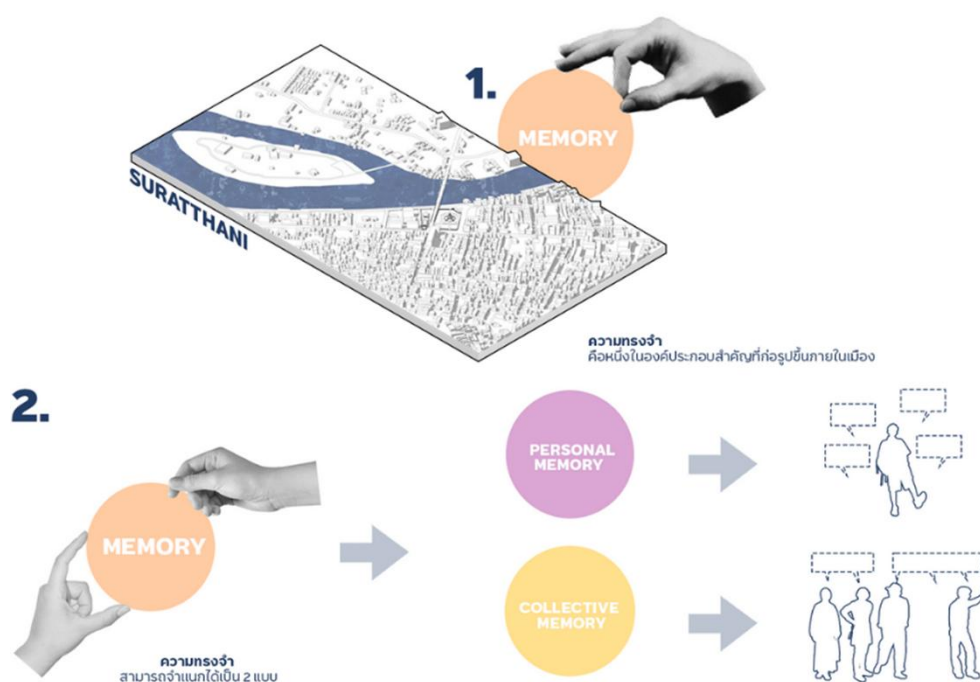 1.
MEMORY
SURATTHANI
ความทรงจำ
คือหนึ่งในองค์ประกอบสำคัญที่ก่อรูปขึ้นภายในเมือง
2.
MEMORY
ความทรงจำ
สามารถจำแนกได้เป็น 2 แบบ
PERSONAL
MEMORY
COLLECTIVE
MEMORY